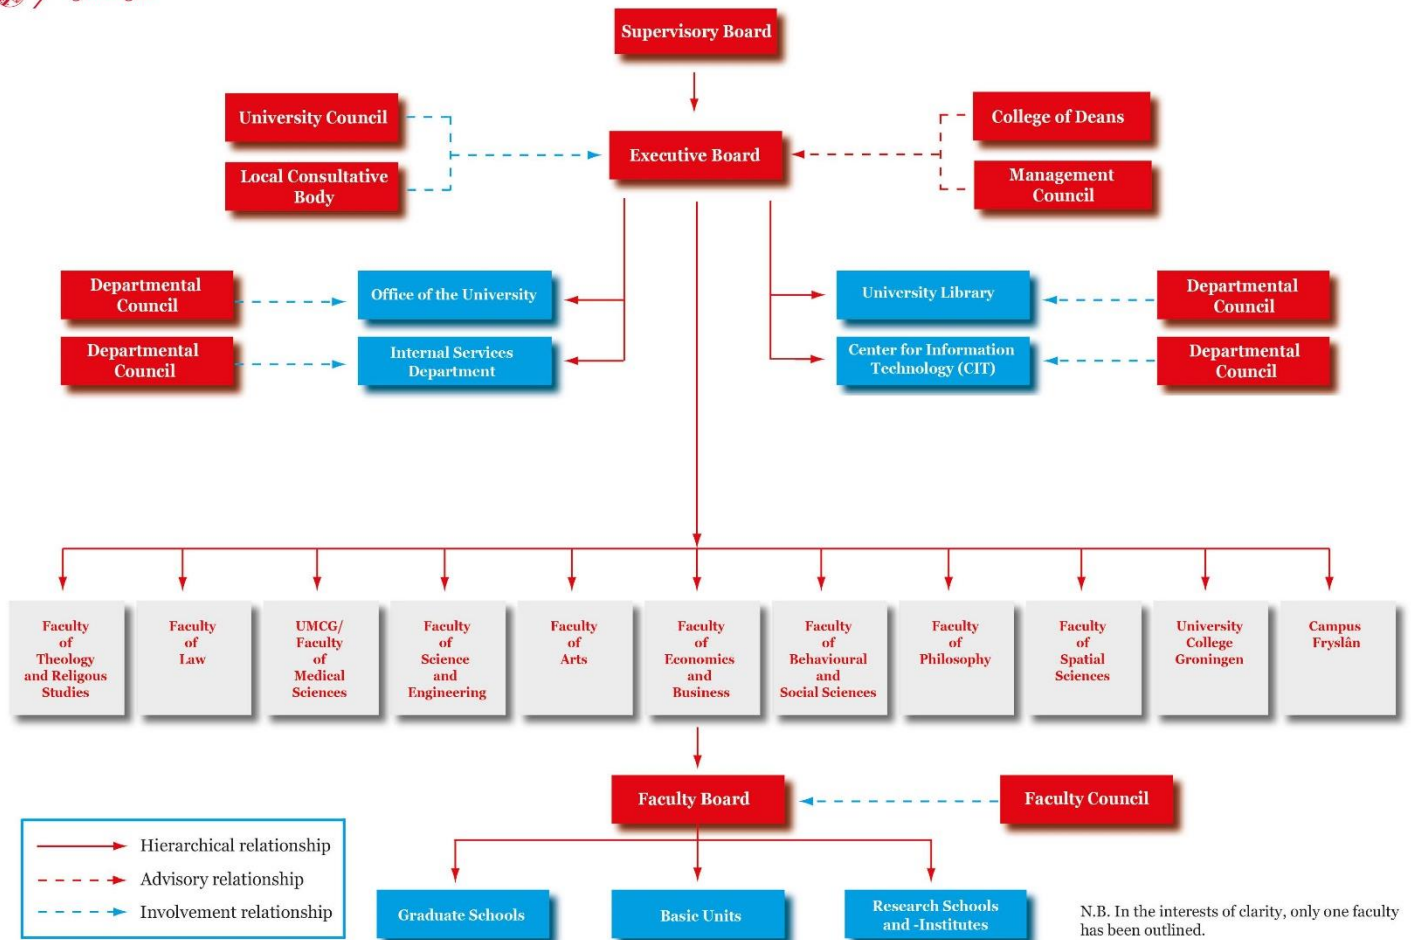 Supervisory Board
University Council
College of Deans
Executive Board
Local Consultative
Body
Management
Council
Departmental
Council
Office of the University
University Library
Departmental
Council
Departmental
Council
Internal Services
Department
Center for Information
Technology (CIT)
Departmental
Council
Faculty
of
Theology
and Religous
Studies
Faculty
of
Law
UMCG/
Faculty
of
Medical
Sciences
Faculty
of
Science
and
Engineering
Faculty
of
Arts
Faculty
of
Economics
and
Business
Faculty
of
Behavioural
and
Social Sciences
Faculty
of
Philosophy
Faculty
of
Spatial
Sciences
University
College
Groningen
Campus
Fryslân
Faculty Board
Faculty Council
Hierarchical relationship
Advisory relationship
Involvement relationship
Graduate Schools
Basic Units
Research Schools
and -Institutes
N.B. In the interests of clarity, only one faculty
has been outlined.